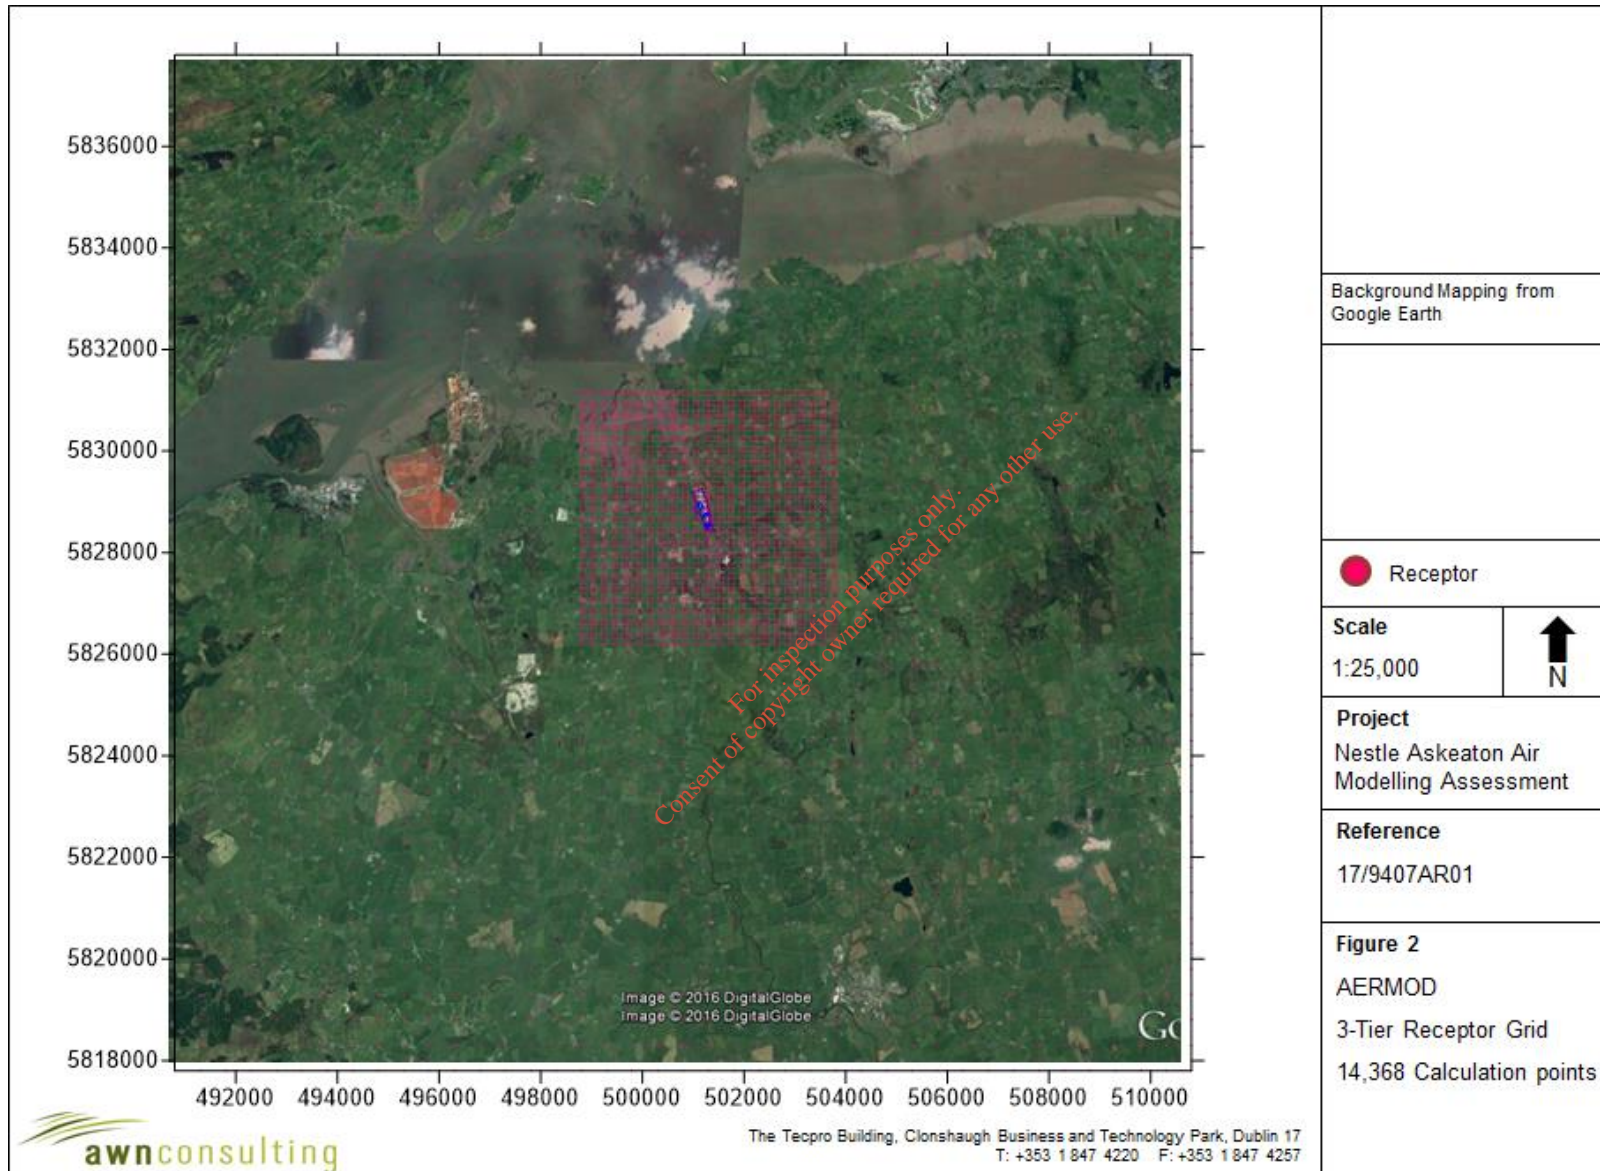 5836000
5834000
5832000
5830000
5828000
5826000
5824000
5822000
5820000
5818000
492000 494000 496000 498000 500000 502000 504000 506000 508000 510000
For inspection purposes only.
Consent of copyright owner required for any other use.
Image © 2016 DigitalGlobe
Image © 2016 DigitalGlobe
Go
Background Mapping from
Google Earth
Receptor
Scale
1:25,000
N
Project
Nestle Askeaton Air
Modelling Assessment
Reference
17/9407AR01
Figure 2
AERMOD
3-Tier Receptor Grid
14,368 Calculation points
awnconsulting
The Tecpro Building, Clonshaugh Business and Technology Park, Dublin 17
T: +353 1 847 4220 F: +353 1 847 4257